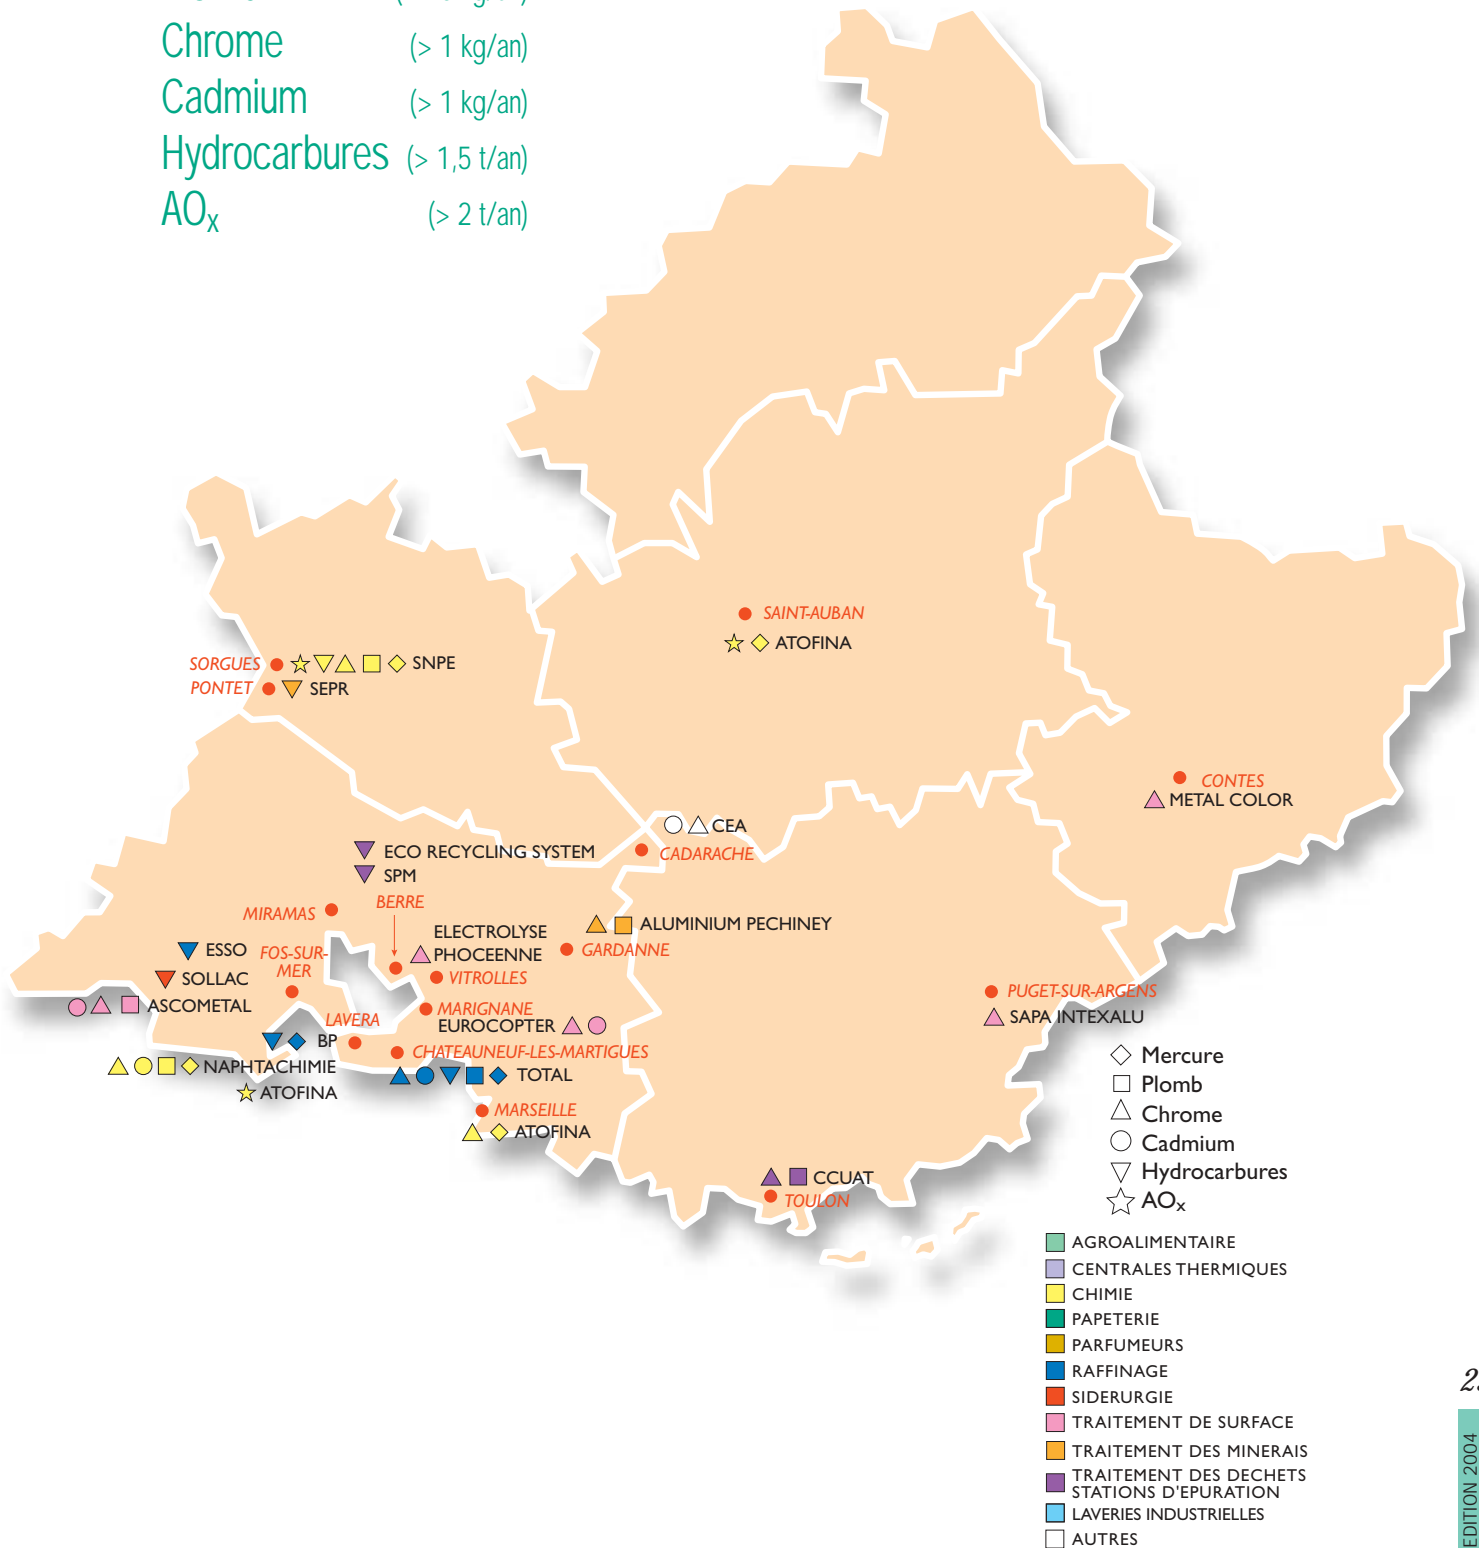 Chrome (> 1 kg/an)
Cadmium (> 1 kg/an)
Hydrocarbures (> 1,5 t/an)
AOx (> 2 t/an)
SAINT-AUBAN
ATOFINA
SORGUES
SNPE
PONTET
SEPR
CONTES
METAL COLOR
CEA
CADARACHE
ECO RECYCLING SYSTEM
SPM
BERRE
MIRAMAS
ELECTROLYSE
PHOCEENNE
ALUMINIUM PECHINEY
GARDANNE
ESSO
FOS-SUR-
MER
SOLLAC
VITROLLES
ASCOMETAL
MARIGNANE
LAVERA
EUROCOPTER
PUGET-SUR-ARGENS
SAPA INTEXALU
BP
CHATEAUNEUF-LES-MARTIGUES
NAPHTACHIMIE
TOTAL
ATOFINA
MARSEILLE
ATOFINA
CCUAT
TOULON
Mercure
Plomb
Chrome
Cadmium
Hydrocarbures
AOx
AGROALIMENTAIRE
CENTRALES THERMIQUES
CHIMIE
PAPETERIE
PARFUMEURS
RAFFINAGE
SIDERURGIE
TRAITEMENT DE SURFACE
TRAITEMENT DES MINERAIS
TRAITEMENT DES DECHETS
STATIONS D'EPURATION
LAVERIES INDUSTRIELLES
AUTRES
EDITION 2004